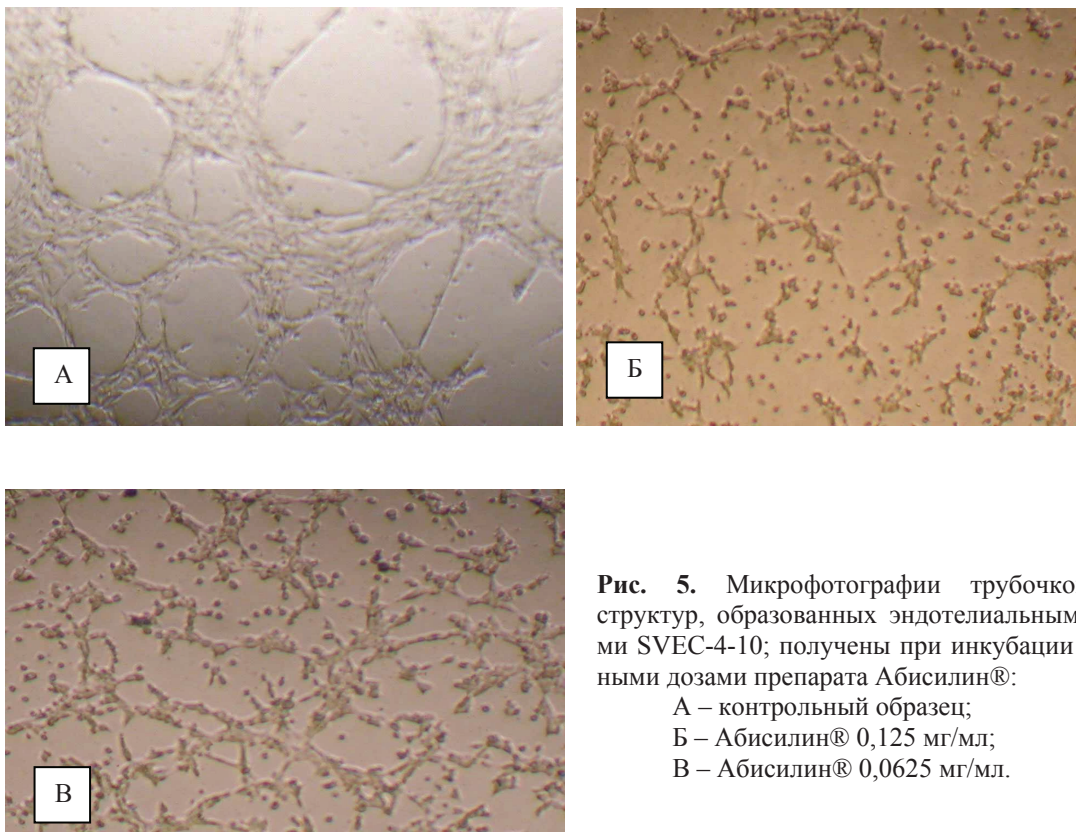 А
Б
В
Рис. 5. Микрофотографии трубочко
структур, образованных эндотелиальным
ми SVEC-4-10; получены при инкубации
ными дозами препарата Абисилин®:
А – контрольный образец;
Б – Абисилин® 0,125 мг/мл;
В – Абисилин® 0,0625 мг/мл.